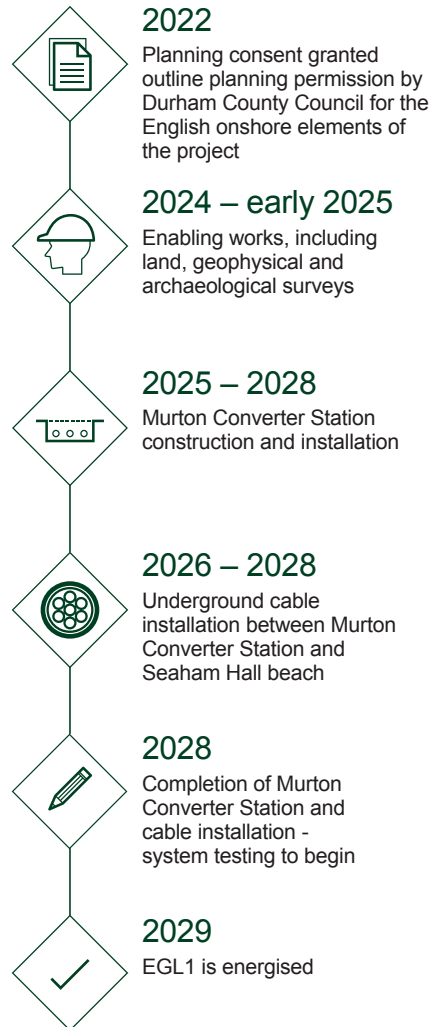 2022
Planning consent granted
outline planning permission by
Durham County Council for the
English onshore elements of
the project
2024 – early 2025
Enabling works, including
land, geophysical and
archaeological surveys
2025 – 2028
Murton Converter Station
construction and installation
2026 – 2028
Underground cable
installation between Murton
Converter Station and
Seaham Hall beach
2028
Completion of Murton
Converter Station and
cable installation -
system testing to begin
2029
EGL1 is energised